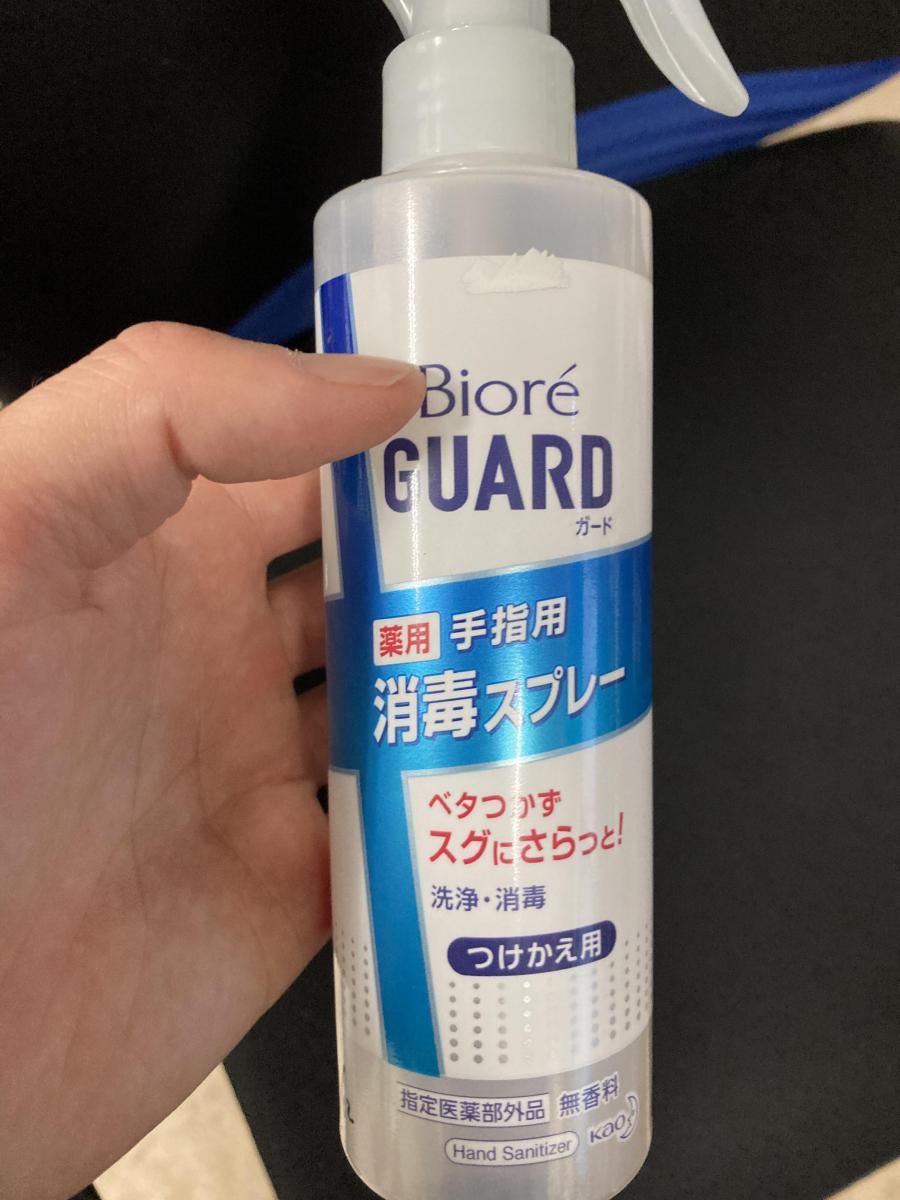 Bioré
GUARD
ガード
薬用 手指用
消毒スプレー
ベタつかず
スグにさらっと!
洗浄・消毒
つけかえ用
指定医薬部外品 無香料
Hand Sanitizer Kao